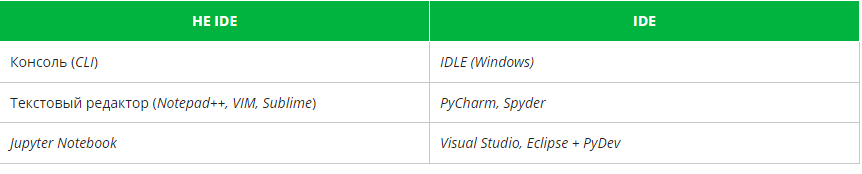 НЕ IDE
IDE
Консоль (CLI)
IDLE (Windows)
Текстовый редактор (Notepad++, VIM, Sublime)
PyCharm, Spyder
Jupyter Notebook
Visual Studio, Eclipse + PyDev